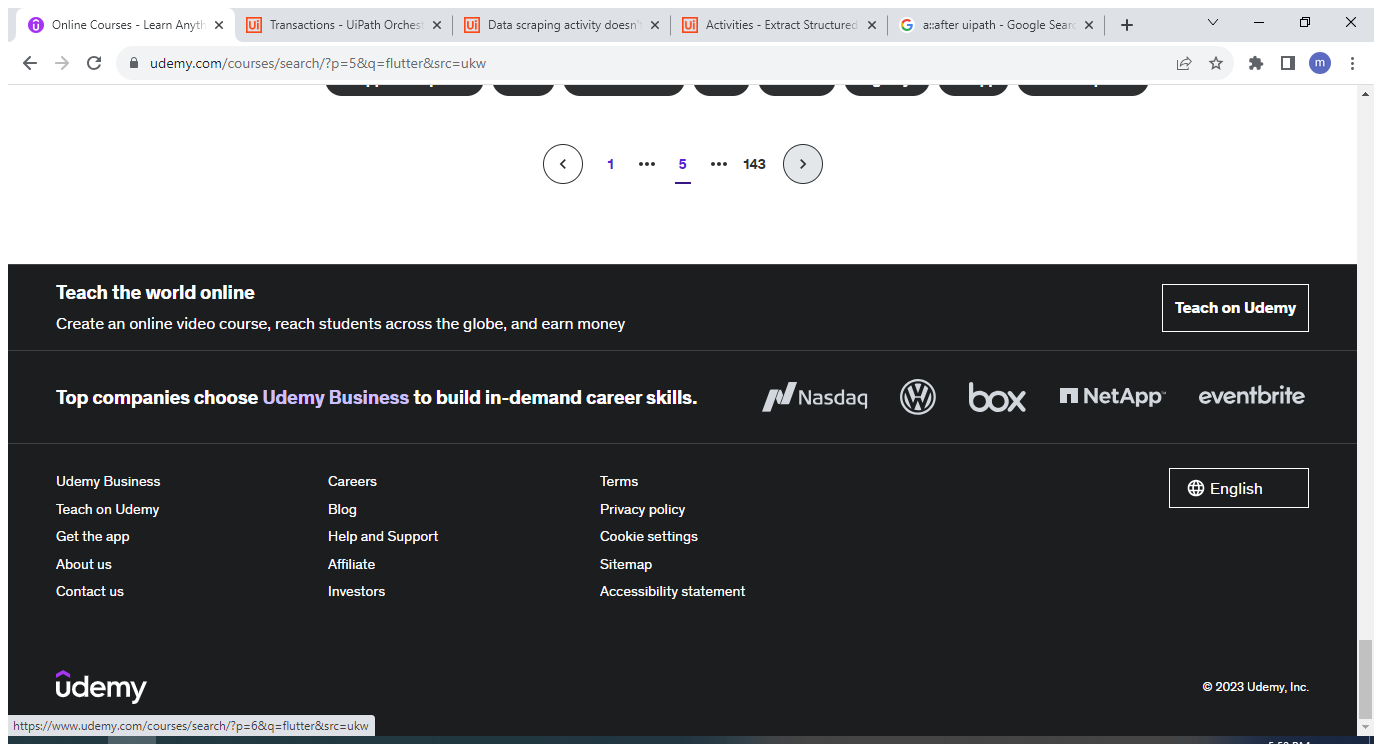 Online Courses - Learn Anyth
Transactions - UiPath Orchest
Data scraping activity doesn't
Activities - Extract Structured
a::after uipath - Google Searc
udemy.com/courses/search/?p=5&q=flutter&src=ukw
m
1 ••• 5 ••• 143
Teach the world online
Create an online video course, reach students across the globe, and earn money
Teach on Udemy
Top companies choose Udemy Business to build in-demand career skills.
Nasdaq
box
NetApp
eventbrite
Udemy Business
Teach on Udemy
Get the app
About us
Contact us
Careers
Blog
Help and Support
Affiliate
Investors
Terms
Privacy policy
Cookie settings
Sitemap
Accessibility statement
English
udemy
© 2023 Udemy, Inc.
https://www.udemy.com/courses/search/?p=6&q=flutter&src=ukw